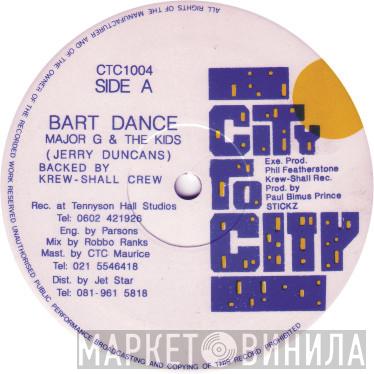 ALL RIGHTS OF THE MANUFACTURER AND OF THE OWNER OF THE RECORDED WORK RESERVED UNAUTHORISED PUBLIC PERFORMANCE BROADCASTING AND COPYING OF THIS RECORD PROHIBITED
CTC1004
SIDE A
BART DANCE
MAJOR G & THE KIDS
(JERRY DUNCANS)
BACKED BY
KREW-SHALL CREW
Rec. at Tennyson Hall Studios
Tel: 0602 421926
Eng. by Parsons
Mix by Robbo Ranks
Mast. by CTC Maurice
Tel: 021 5546418
Dist. by Jet Star
Tel: 081-961 5818
CITY
TO
CITY
Exe. Prod.
Phil Featherstone
Krew-Shall Rec.
Prod. by
Paul Bimus Prince
STICKZ
МАРКЕТ ВИНИЛА